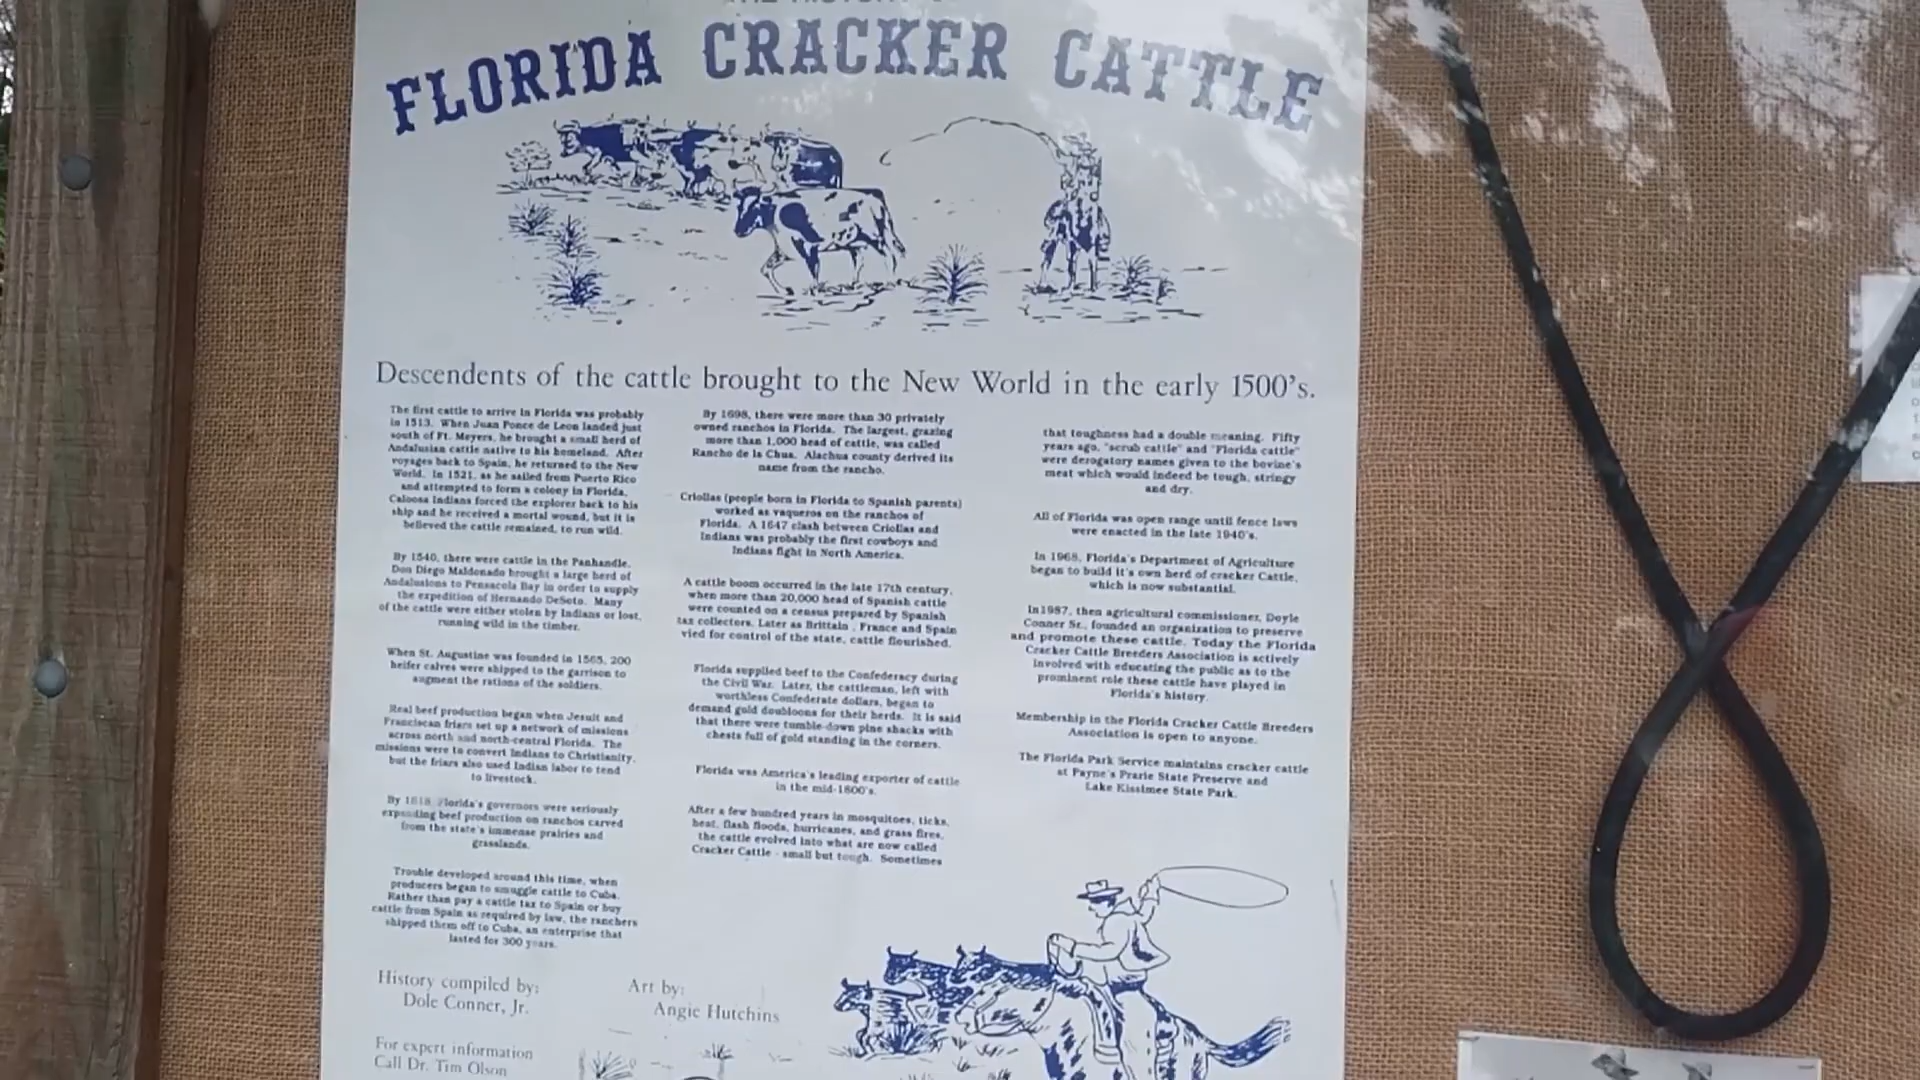 FLORIDA CRACKER CATTLE
Descendents of the cattle brought to the New World in the early 1500's.
The first cattle to arrive in Florida was probably
in 1513. When Juan Ponce de Leon landed just
south of Ft. Meyers, he brought a small herd of
Andalusian cattle native to his homeland. After
voyages back to Spain, he returned to the New
World. In 1521, as he sailed from Puerto Rico
and attempted to form a colony in Florida,
Caloosa Indians forced the explorer back to his
ship and he received a mortal wound, but it is
believed the cattle remained, to run wild.
By 1540, there were cattle in the Panhandle.
Don Diego Maldonado brought a large herd of
Andalusions to Pensacola Bay in order to supply
the expedition of Hernando DeSoto. Many
of the cattle were either stolen by Indians or lost,
running wild in the timber.
When St. Augustine was founded in 1565, 200
heifer calves were shipped to the garrison to
augment the rations of the soldiers.
Real beef production began when Jesuit and
Franciscan friars set up a network of missions
across north and north-central Florida. The
missions were to convert Indians to Christianity,
but the friars also used Indian labor to tend
to livestock.
By 1618, Florida's governors were seriously
expanding beef production on ranchos carved
from the state's immense prairies and
grasslands.
Trouble developed around this time, when
producers began to smuggle cattle to Cuba.
Rather than pay a cattle tax to Spain or buy
cattle from Spain as required by law, the ranchers
shipped them off to Cuba, an enterprise that
lasted for 300 years.
By 1698, there were more than 30 privately
owned ranchos in Florida. The largest, grazing
more than 1,000 head of cattle, was called
Rancho de la Chua. Alachua county derived its
name from the rancho.
Criollas (people born in Florida to Spanish parents)
worked as vaqueros on the ranchos of
Florida. A 1647 clash between Criollas and
Indians was probably the first cowboys and
Indians fight in North America.
A cattle boom occurred in the late 17th century,
when more than 20,000 head of Spanish cattle
were counted on a census prepared by Spanish
tax collectors. Later as Brittain , France and Spain
vied for control of the state, cattle flourished.
Florida supplied beef to the Confederacy during
the Civil War. Later, the cattleman, left with
worthless Confederate dollars, began to
demand gold doubloons for their herds. It is said
that there were tumble-down pine shacks with
chests full of gold standing in the corners.
Florida was America's leading exporter of cattle
in the mid-1800's.
After a few hundred years in mosquitoes, ticks,
heat, flash floods, hurricanes, and grass fires,
the cattle evolved into what are now called
Cracker Cattle - small but tough. Sometimes
that toughness had a double meaning. Fifty
years ago, "scrub cattle" and "Florida cattle"
were derogatory names given to the bovine's
meat which would indeed be tough, stringy
and dry.
All of Florida was open range until fence laws
were enacted in the late 1940's.
In 1968, Florida's Department of Agriculture
began to build it's own herd of cracker Cattle,
which is now substantial.
In 1987, then agricultural commissioner, Doyle
Conner Sr., founded an organization to preserve
and promote these cattle. Today the Florida
Cracker Cattle Breeders Association is actively
involved with educating the public as to the
prominent role these cattle have played in
Florida's history.
Membership in the Florida Cracker Cattle Breeders
Association is open to anyone.
The Florida Park Service maintains cracker cattle
at Payne's Prarie State Preserve and
Lake Kissimee State Park.
History compiled by:
Dole Conner, Jr.
Art by:
Angie Hutchins
For expert information
Call Dr. Tim Olson